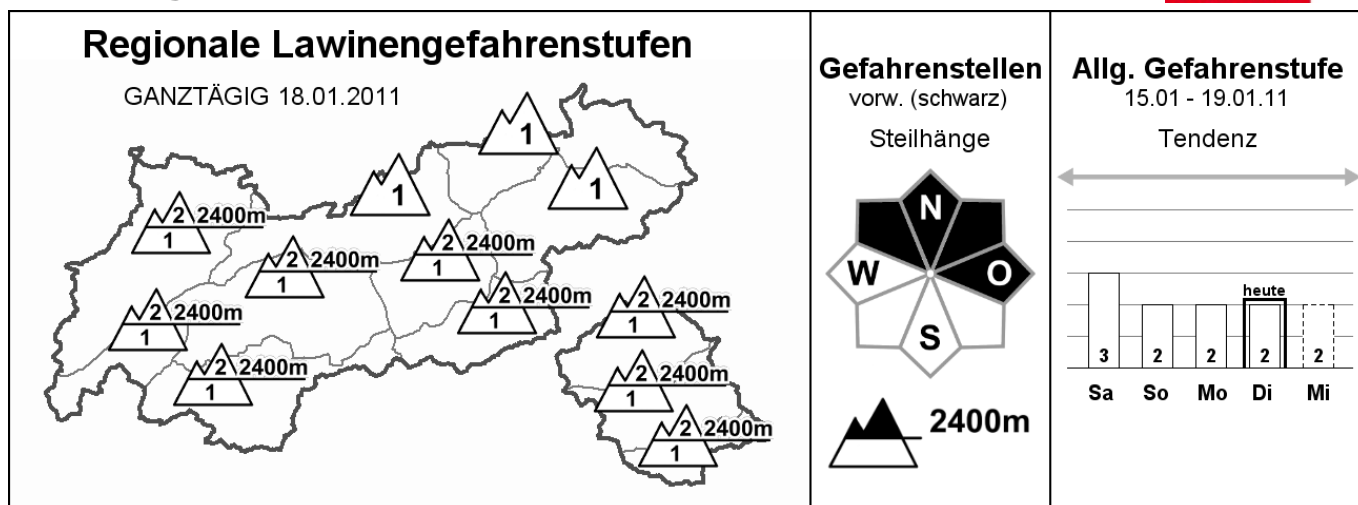 Regionale Lawinengefahrenstufen
GANZTÄGIG 18.01.2011
1
1
1
2 2400m
1
2 2400m
1
2 2400m
1
2 2400m
1
2 2400m
1
2 2400m
1
2 2400m
1
2 2400m
1
2 2400m
1
Gefahrenstellen
vorw. (schwarz)
Steilhänge
N
W O
S
2400m
Allg. Gefahrenstufe
15.01 - 19.01.11
Tendenz
heute
3 2 2 2 2
Sa So Mo Di Mi